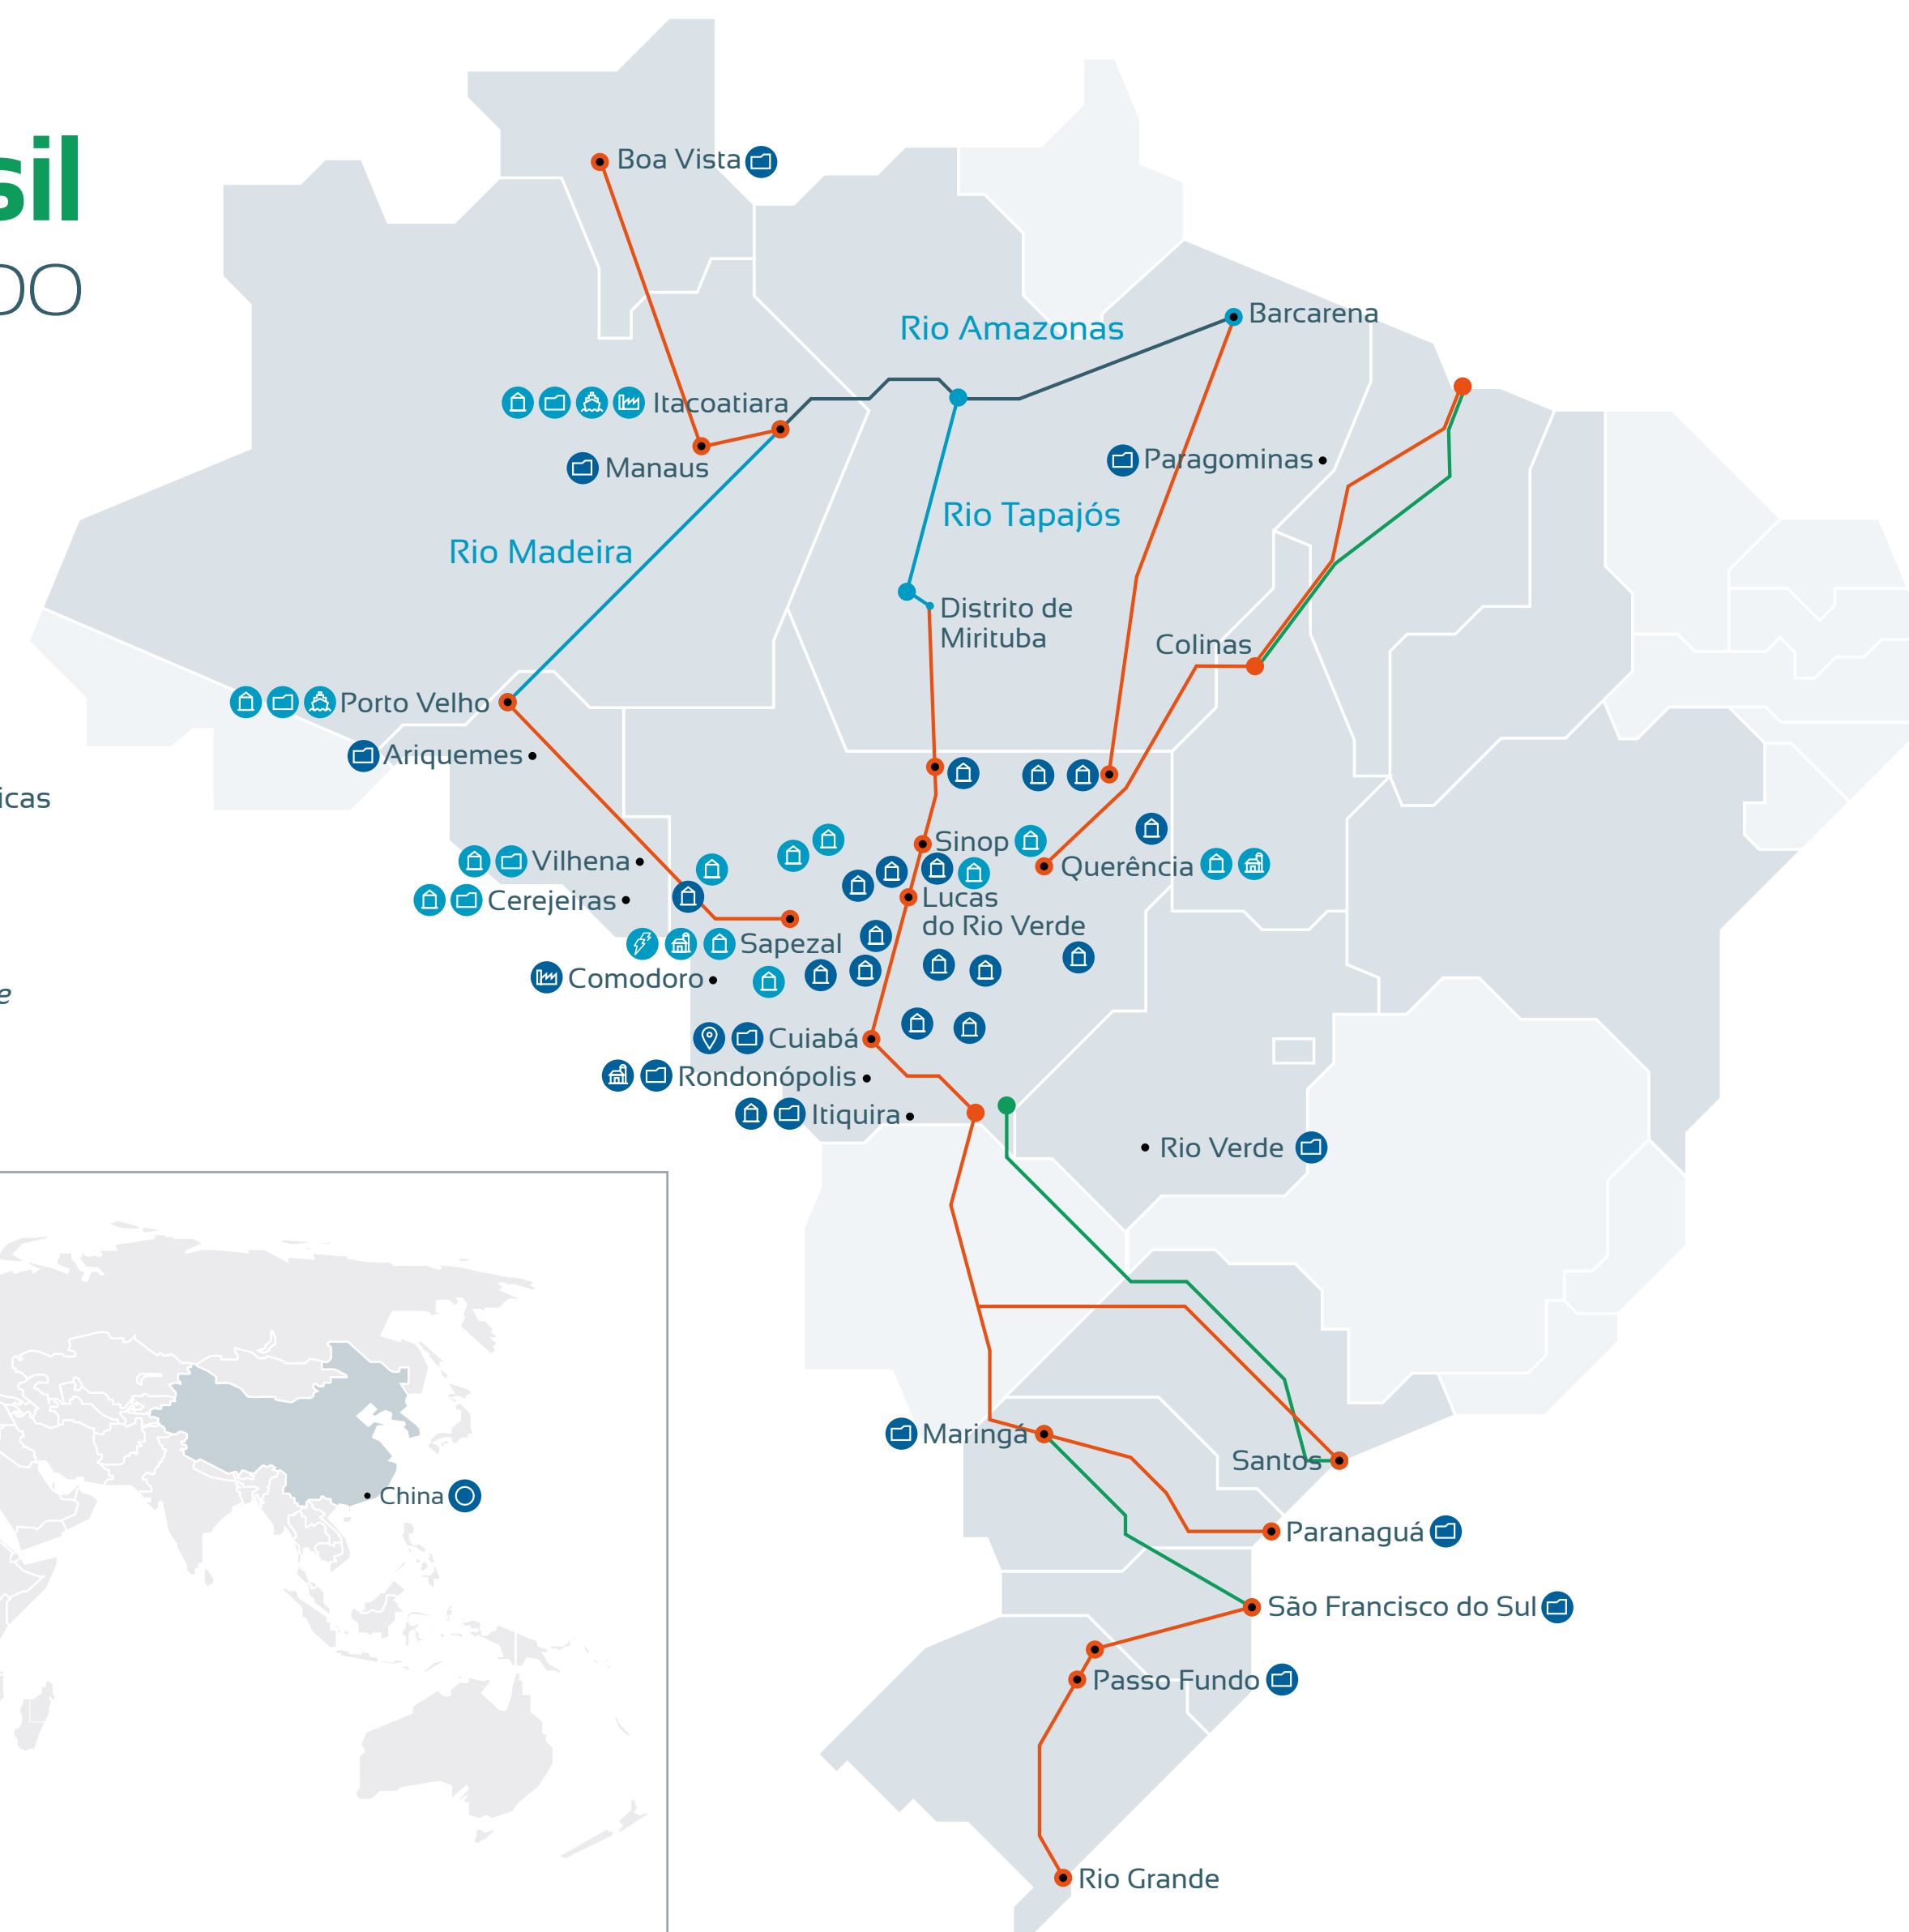 sil
DO
icas
e
Boa Vista
Rio Amazonas
Barcarena
Itacoatiara
Manaus
Paragominas
Rio Tapajós
Rio Madeira
Distrito de
Mirituba
Colinas
Porto Velho
Ariquemes
Sinop
Vilhena
Querência
Cerejeiras
Lucas
do Rio Verde
Sapezal
Comodoro
Cuiabá
Rondonópolis
Itiquira
Rio Verde
Maringá
Santos
China
Paranaguá
São Francisco do Sul
Passo Fundo
Rio Grande